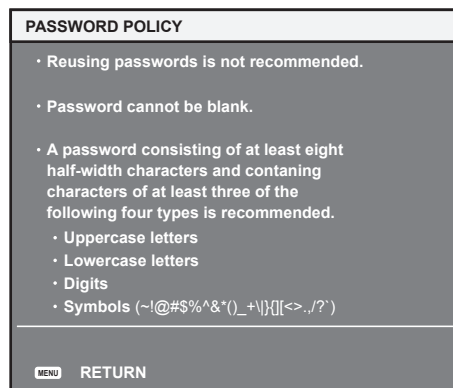 PASSWORD POLICY
・Reusing passwords is not recommended.
・Password cannot be blank.
・A password consisting of at least eight
half-width characters and contaning
characters of at least three of the
following four types is recommended.
・Uppercase letters
・Lowercase letters
・Digits
・Symbols (~!@#$%^&*()_+\|}{][<>.,/?`)
MENU RETURN